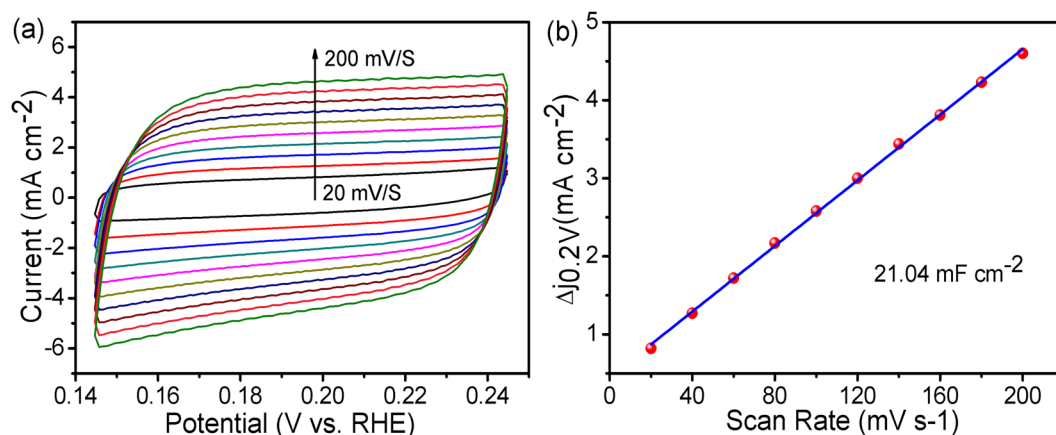 (a)
200 mV/S
20 mV/S
Current (mA cm-2)
6
4
2
0
-2
-4
-6
0.14
0.16
0.18
0.20
0.22
0.24
Potential (V vs. RHE)
(b)
Δj0.2V(mA cm-2)
5
4
3
2
1
21.04 mF cm-2
0
40
80
120
160
200
Scan Rate (mV s-1)